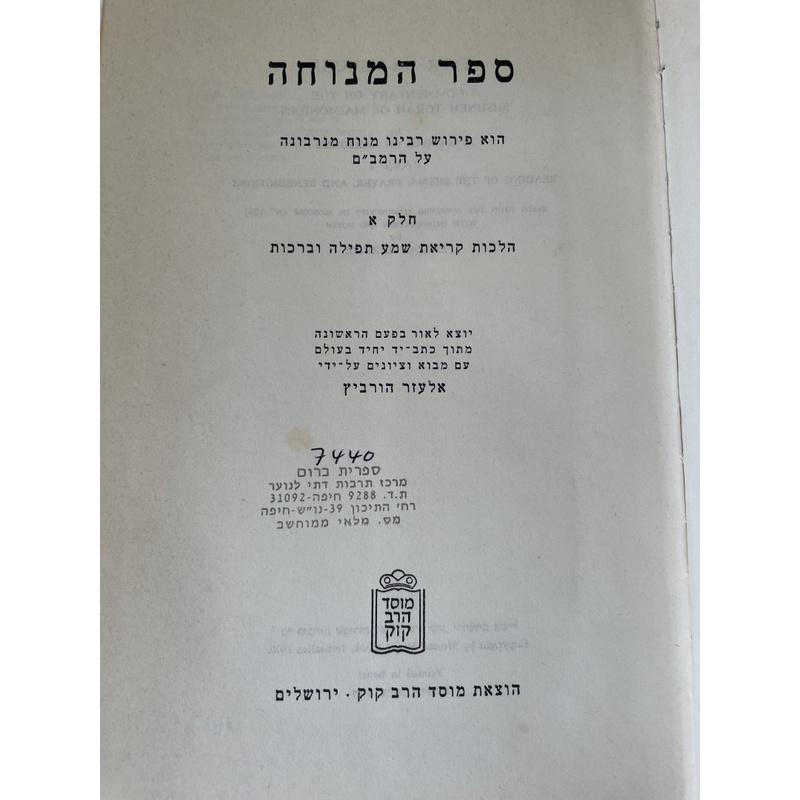 ספר המנוחה
הוא פירוש רבינו מנוח מנרבונה
על הרמב״ם
חלק א
הלכות קריאת שמע תפילה וברכות
יוצא לאור בפעם הראשונה
מתוך כתב־יד יחיד בעולם
עם מבוא וציונים על־ידי
אלעזר הורביץ
7440
ספרית ברום
מרכז תרבות דתי לנוער
ת.ד. 9288 חיפה-31092
רח׳ התיכון 39-נו״ש-חיפה
מס. מלאי ממוחשב
מוסד
הרב
קוק
הוצאת מוסד הרב קוק · ירושלים